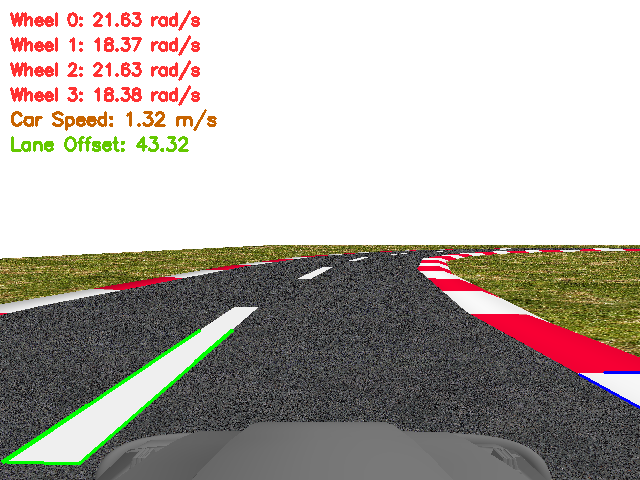 Wheel 0: 21.63 rad/s
Wheel 1: 18.37 rad/s
Wheel 2: 21.63 rad/s
Wheel 3: 18.38 rad/s
Car Speed: 1.32 m/s
Lane Offset: 43.32